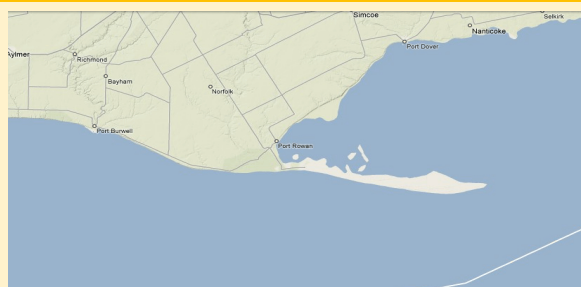 Simcoe
Selkirk
Nanticoke
Port Dover
Aylmer
Richmond
Bayham
Norfolk
Port Burwell
Port Rowan